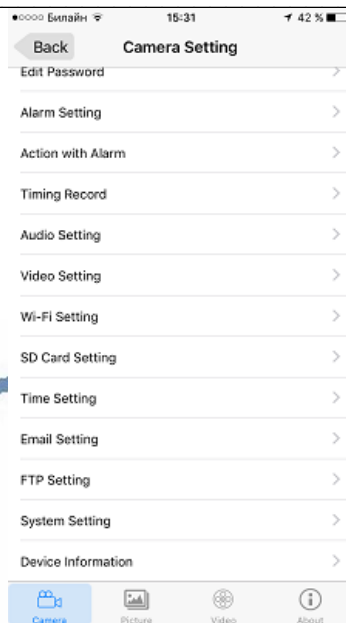 ●oooo Билайн 15:31 42 %
Back Camera Setting
Edit Password
Alarm Setting
Action with Alarm
Timing Record
Audio Setting
Video Setting
Wi-Fi Setting
SD Card Setting
Time Setting
Email Setting
FTP Setting
System Setting
Device Information
Camera Picture Video About